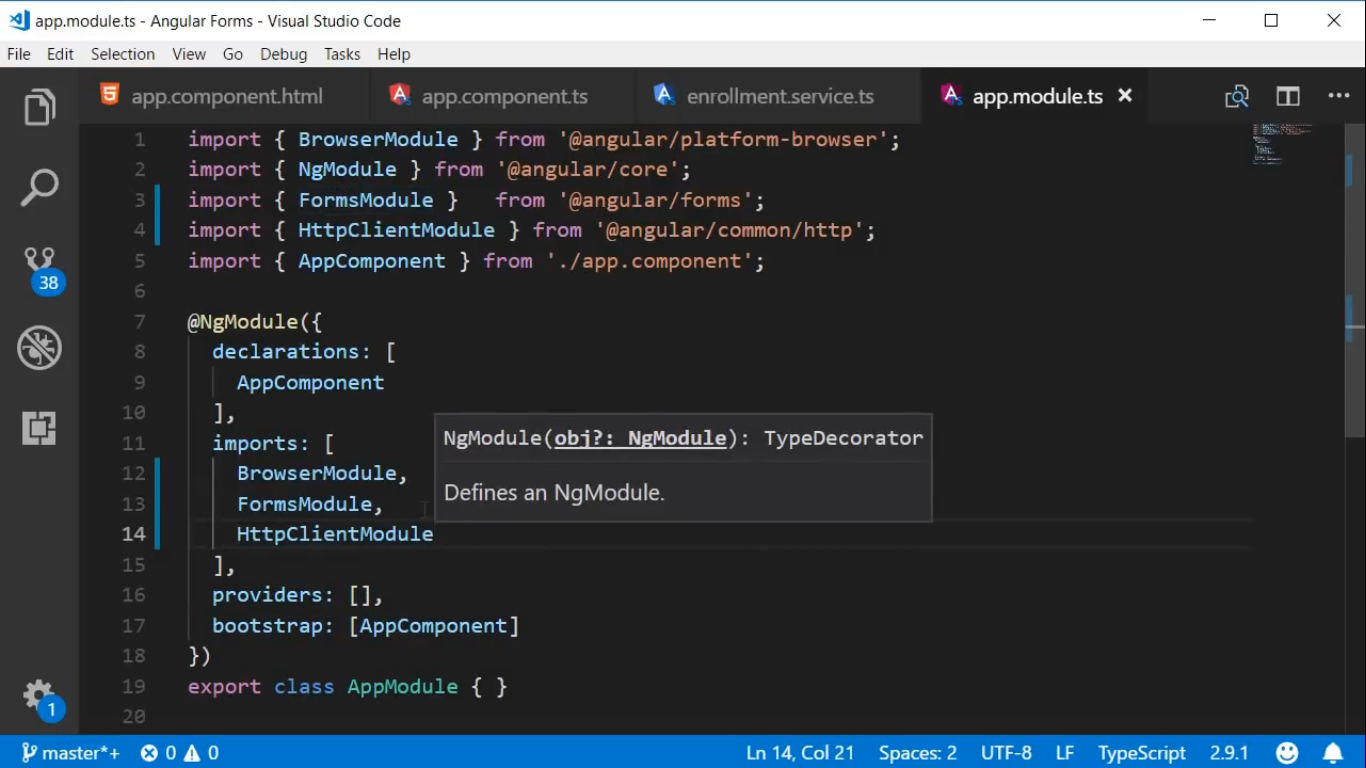 app.module.ts - Angular Forms - Visual Studio Code
File Edit Selection View Go Debug Tasks Help
app.component.html app.component.ts enrollment.service.ts app.module.ts
1 import { BrowserModule } from '@angular/platform-browser';
2 import { NgModule } from '@angular/core';
3 import { FormsModule }   from '@angular/forms';
4 import { HttpClientModule } from '@angular/common/http';
5 import { AppComponent } from './app.component';
6
7 @NgModule({
8   declarations: [
9     AppComponent
10   ],
11   imports: [
NgModule(obj?: NgModule): TypeDecorator
12     BrowserModule,
Defines an NgModule.
13     FormsModule,
14     HttpClientModule
15   ],
16   providers: [],
17   bootstrap: [AppComponent]
18 })
19 export class AppModule { }
20
38
1
master*+ 0 0 Ln 14, Col 21 Spaces: 2 UTF-8 LF TypeScript 2.9.1